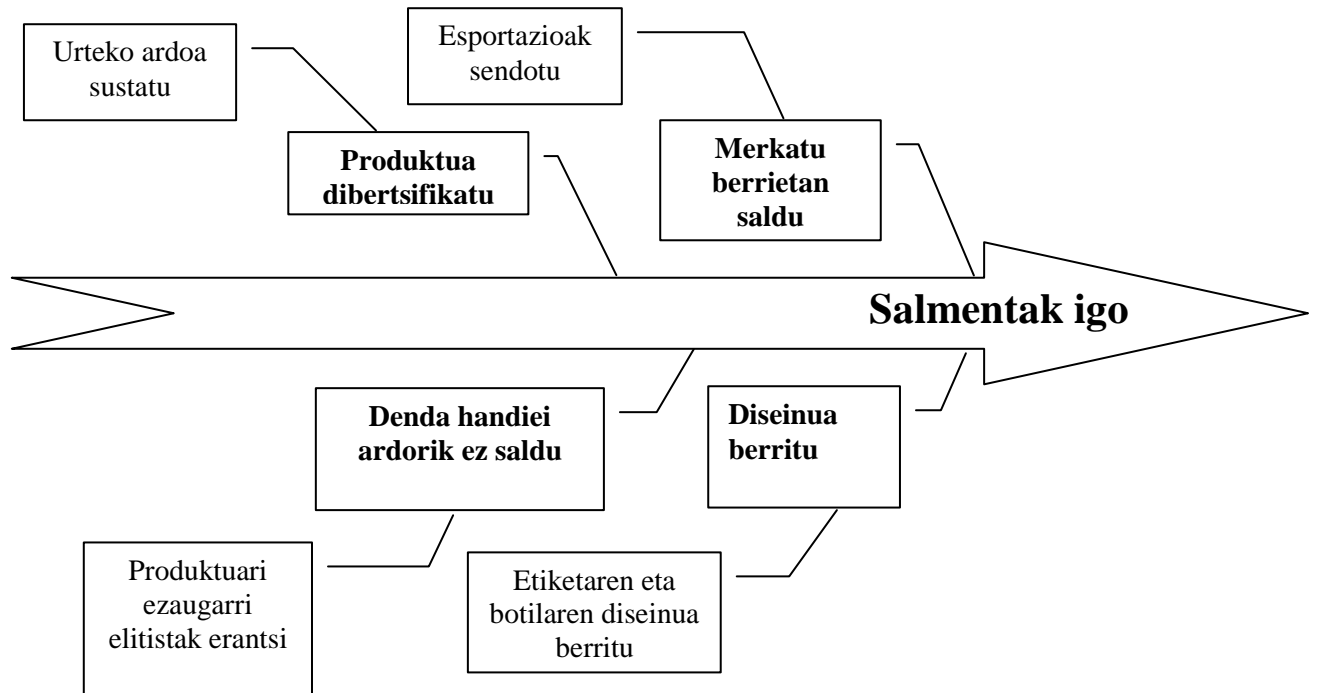 Urteko ardoa
sustatu
Esportazioak
sendotu
Produktua
dibertsifikatu
Merkatu
berrietan
saldu
Salmentak igo
Denda handiei
ardorik ez saldu
Diseinua
berritu
Produktuari
ezaugarri
elitistak erantsi
Etiketaren eta
botilaren diseinua
berritu